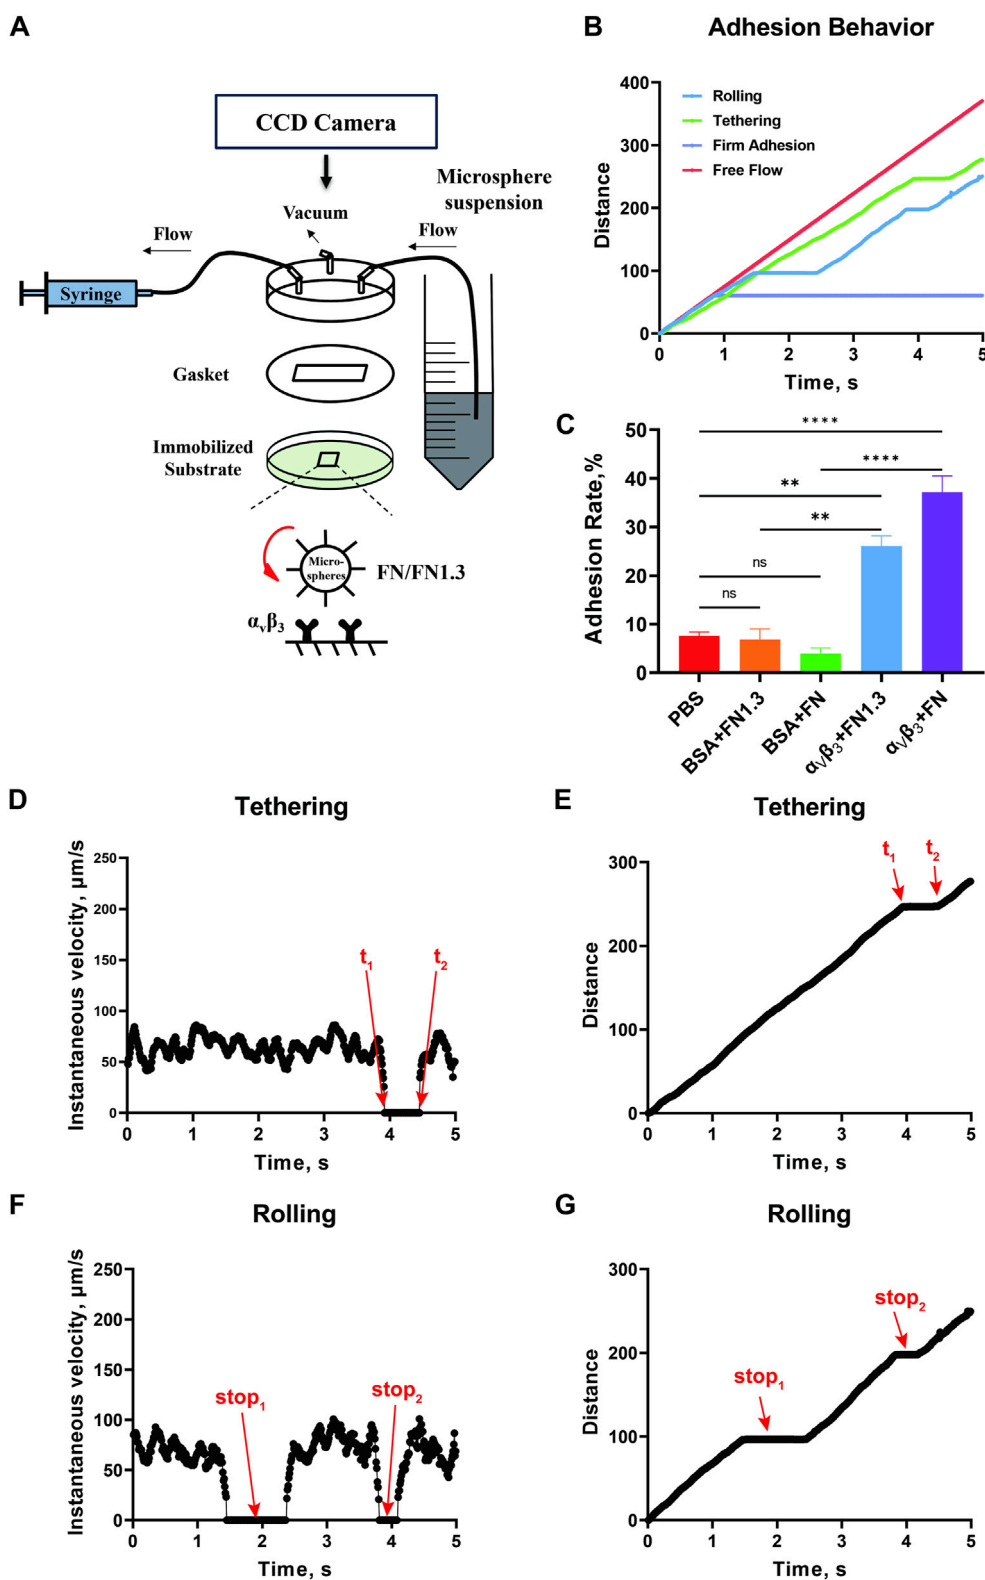 A
CCD Camera
Microsphere
suspension
Vacuum
Flow
Flow
Syringe
Gasket
Immobilized
Substrate
Micro-
spheres
FN/FN1.3
αvβ3
B
Adhesion Behavior
Rolling
Tethering
Firm Adhesion
Free Flow
Distance
400
300
200
100
0
0 1 2 3 4 5
Time, s
C
Adhesion Rate,%
50
40
30
20
10
0
****
****
**
**
ns
ns
PBS
BSA+FN1.3
BSA+FN
αVβ3+FN1.3
αVβ3+FN
D
Tethering
Instantaneous velocity, µm/s
250
200
150
100
50
0
t1
t2
0 1 2 3 4 5
Time, s
E
Tethering
Distance
300
200
100
0
t1
t2
0 1 2 3 4 5
Time, s
F
Rolling
Instantaneous velocity, µm/s
250
200
150
100
50
0
stop1
stop2
0 1 2 3 4 5
Time, s
G
Rolling
Distance
300
200
100
0
stop1
stop2
0 1 2 3 4 5
Time, s